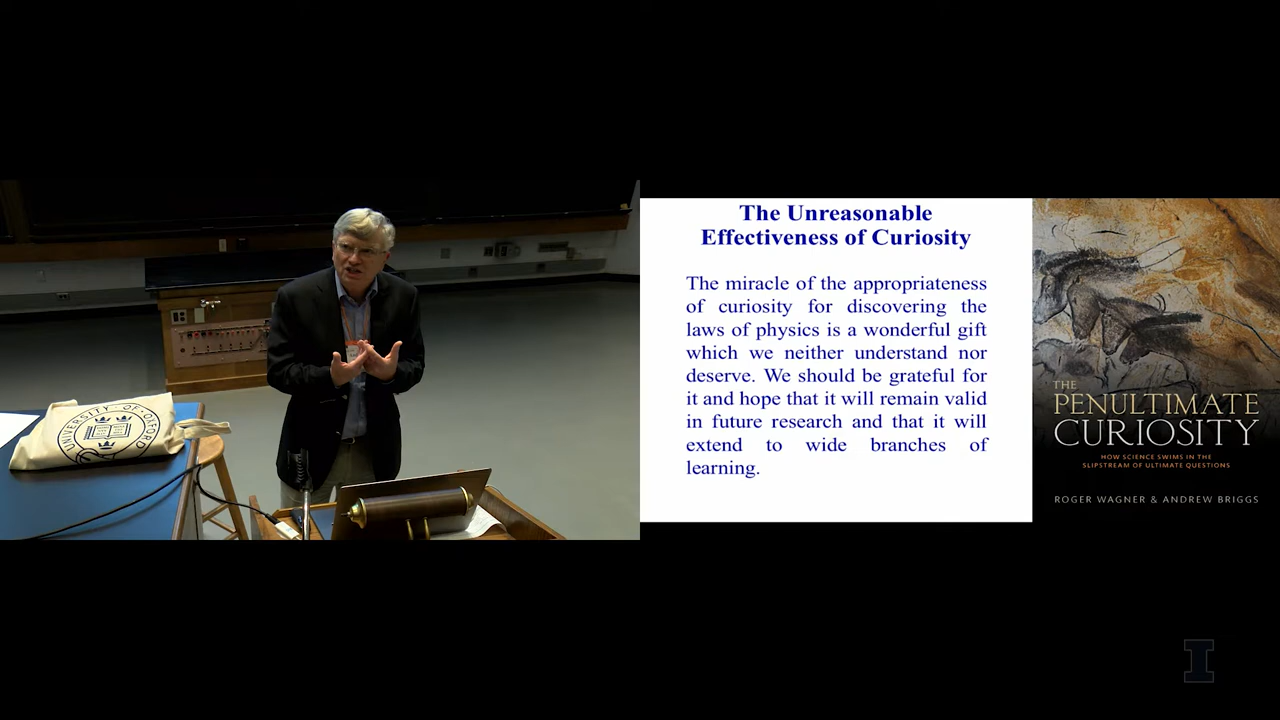 UNIVERSITY OF OXFORD
The Unreasonable
Effectiveness of Curiosity
The miracle of the appropriateness
of curiosity for discovering the
laws of physics is a wonderful gift
which we neither understand nor
deserve. We should be grateful for
it and hope that it will remain valid
in future research and that it will
extend to wide branches of
learning.
THE
PENULTIMATE
CURIOSITY
HOW SCIENCE SWIMS IN THE
SLIPSTREAM OF ULTIMATE QUESTIONS
ROGER WAGNER & ANDREW BRIGGS
I